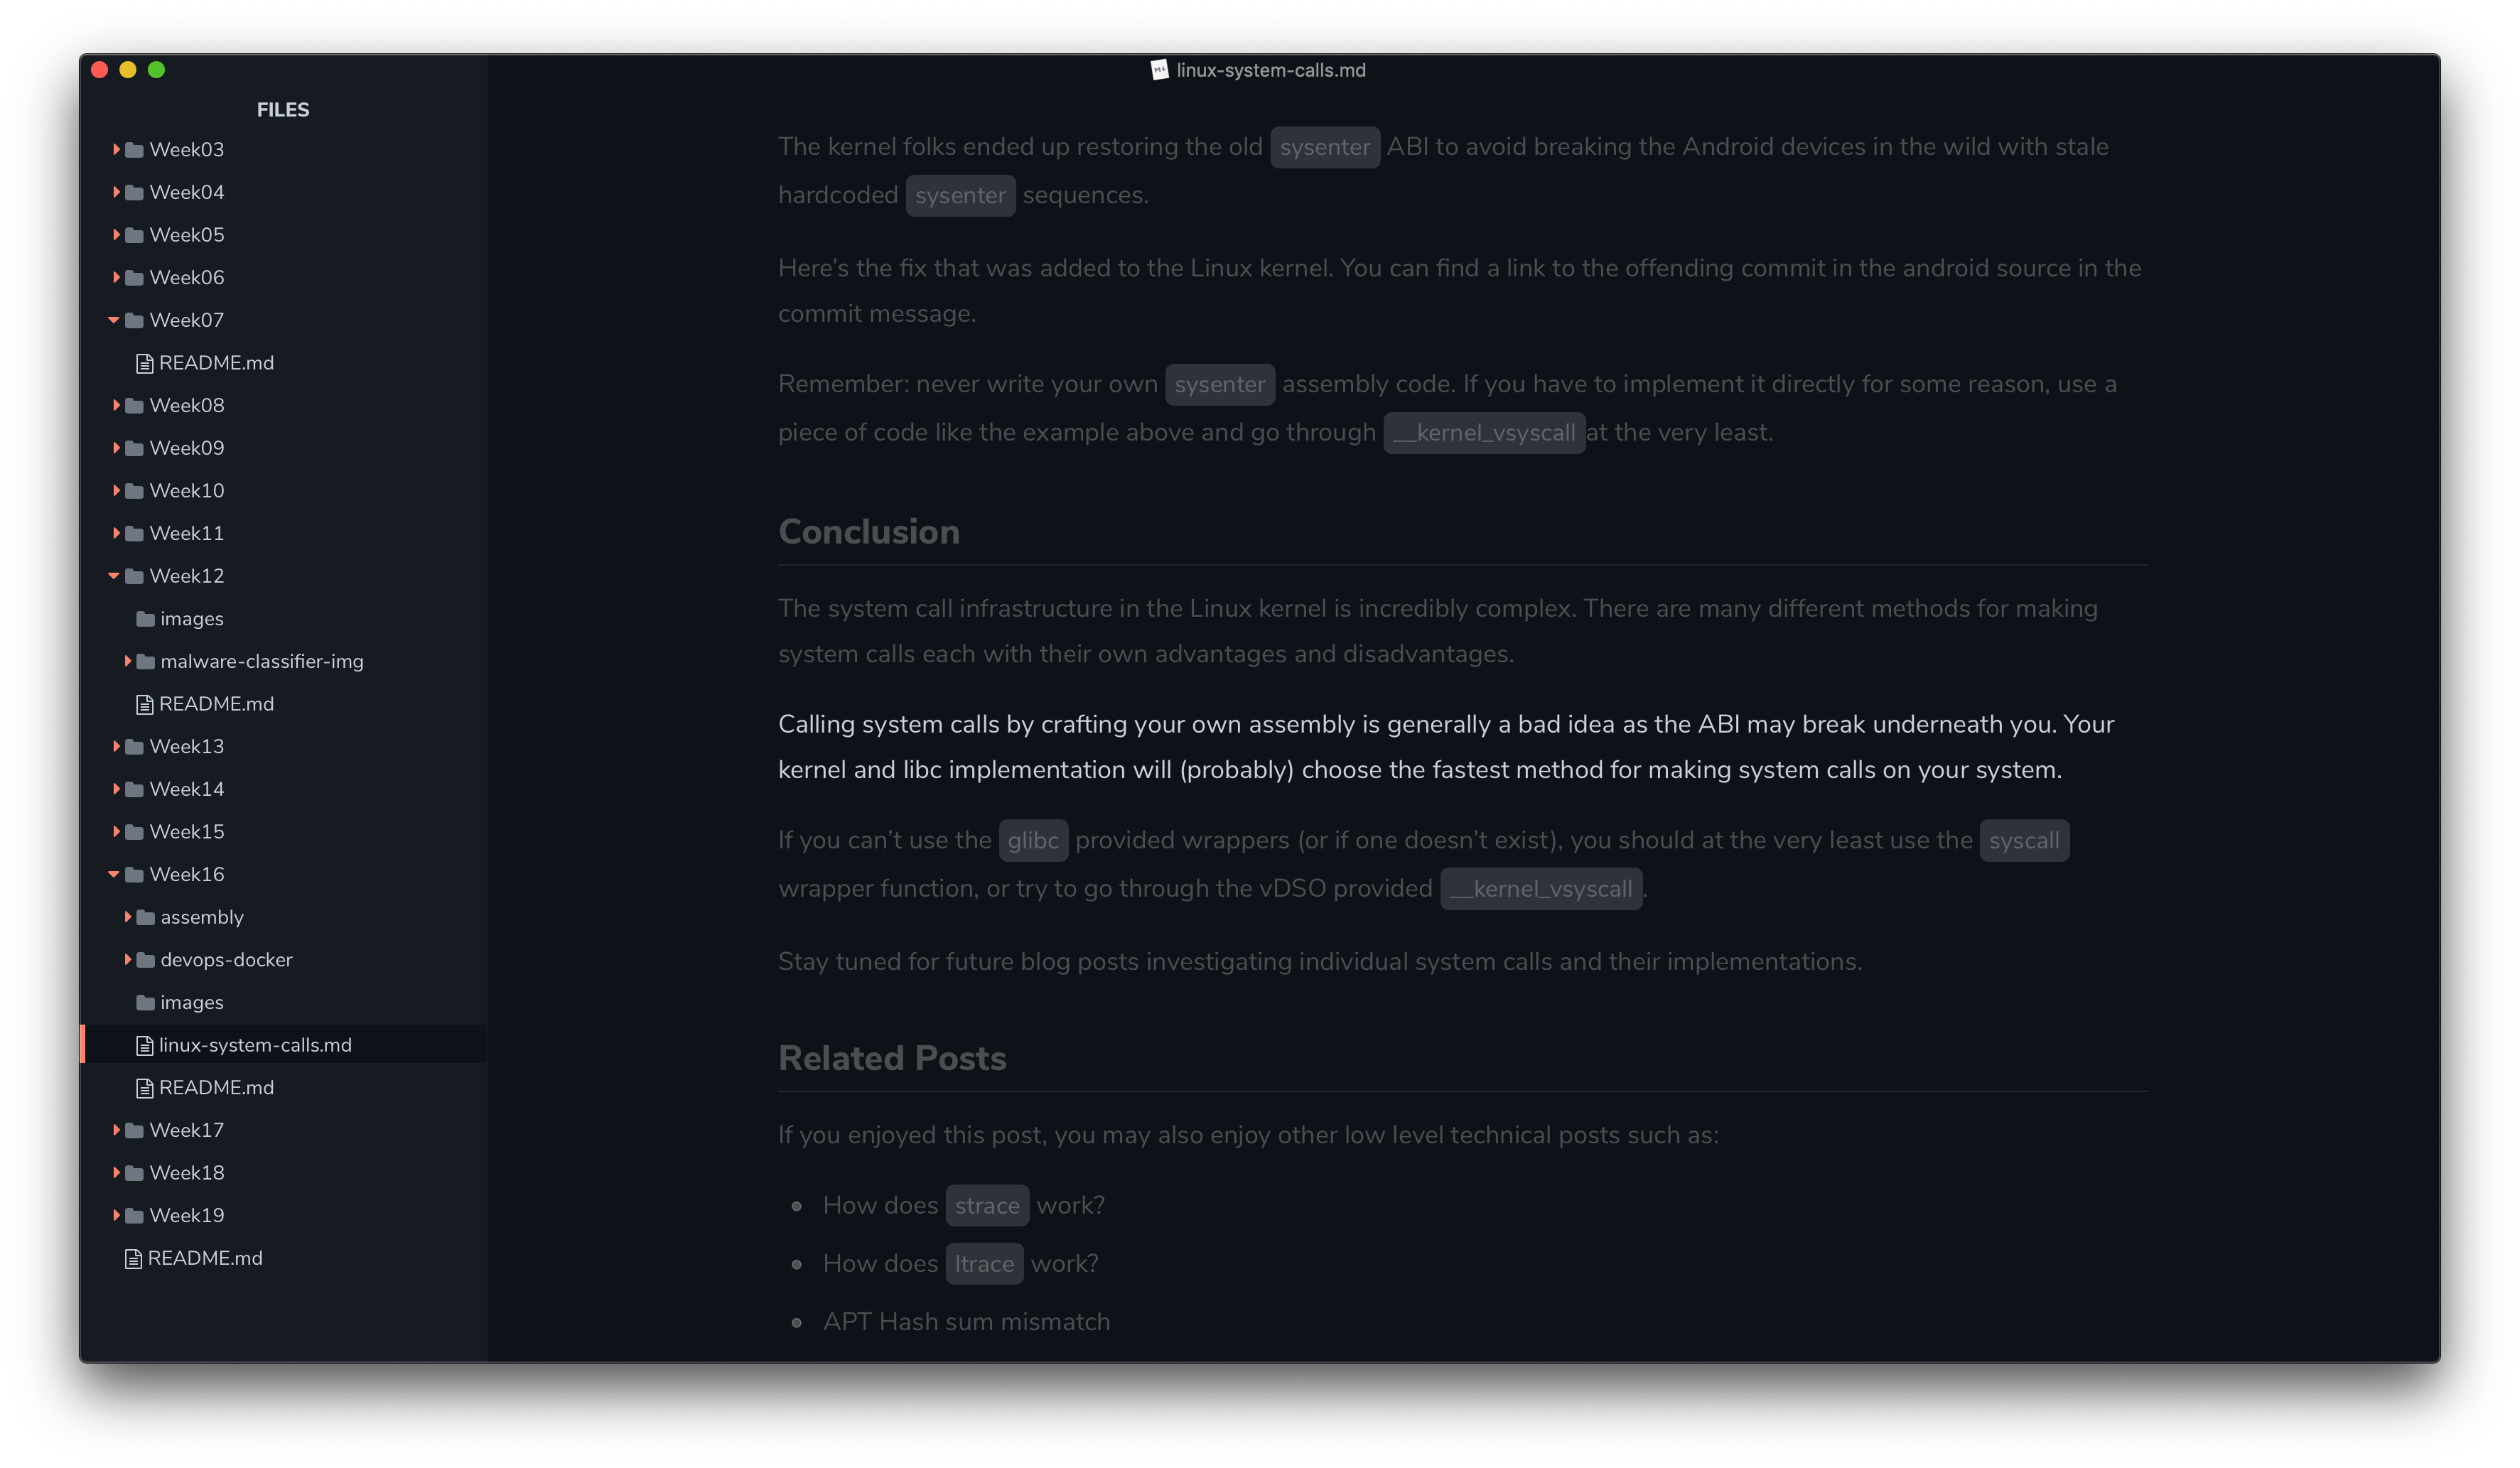 linux-system-calls.md
FILES
Week03
Week04
Week05
Week06
Week07
README.md
Week08
Week09
Week10
Week11
Week12
images
malware-classifier-img
README.md
Week13
Week14
Week15
Week16
assembly
devops-docker
images
linux-system-calls.md
README.md
Week17
Week18
Week19
README.md
The kernel folks ended up restoring the old sysenter ABI to avoid breaking the Android devices in the wild with stale
hardcoded sysenter sequences.
Here’s the fix that was added to the Linux kernel. You can find a link to the offending commit in the android source in the
commit message.
Remember: never write your own sysenter assembly code. If you have to implement it directly for some reason, use a
piece of code like the example above and go through __kernel_vsyscall at the very least.
Conclusion
The system call infrastructure in the Linux kernel is incredibly complex. There are many different methods for making
system calls each with their own advantages and disadvantages.
Calling system calls by crafting your own assembly is generally a bad idea as the ABI may break underneath you. Your
kernel and libc implementation will (probably) choose the fastest method for making system calls on your system.
If you can’t use the glibc provided wrappers (or if one doesn’t exist), you should at the very least use the syscall
wrapper function, or try to go through the vDSO provided __kernel_vsyscall.
Stay tuned for future blog posts investigating individual system calls and their implementations.
Related Posts
If you enjoyed this post, you may also enjoy other low level technical posts such as:
How does strace work?
How does ltrace work?
APT Hash sum mismatch